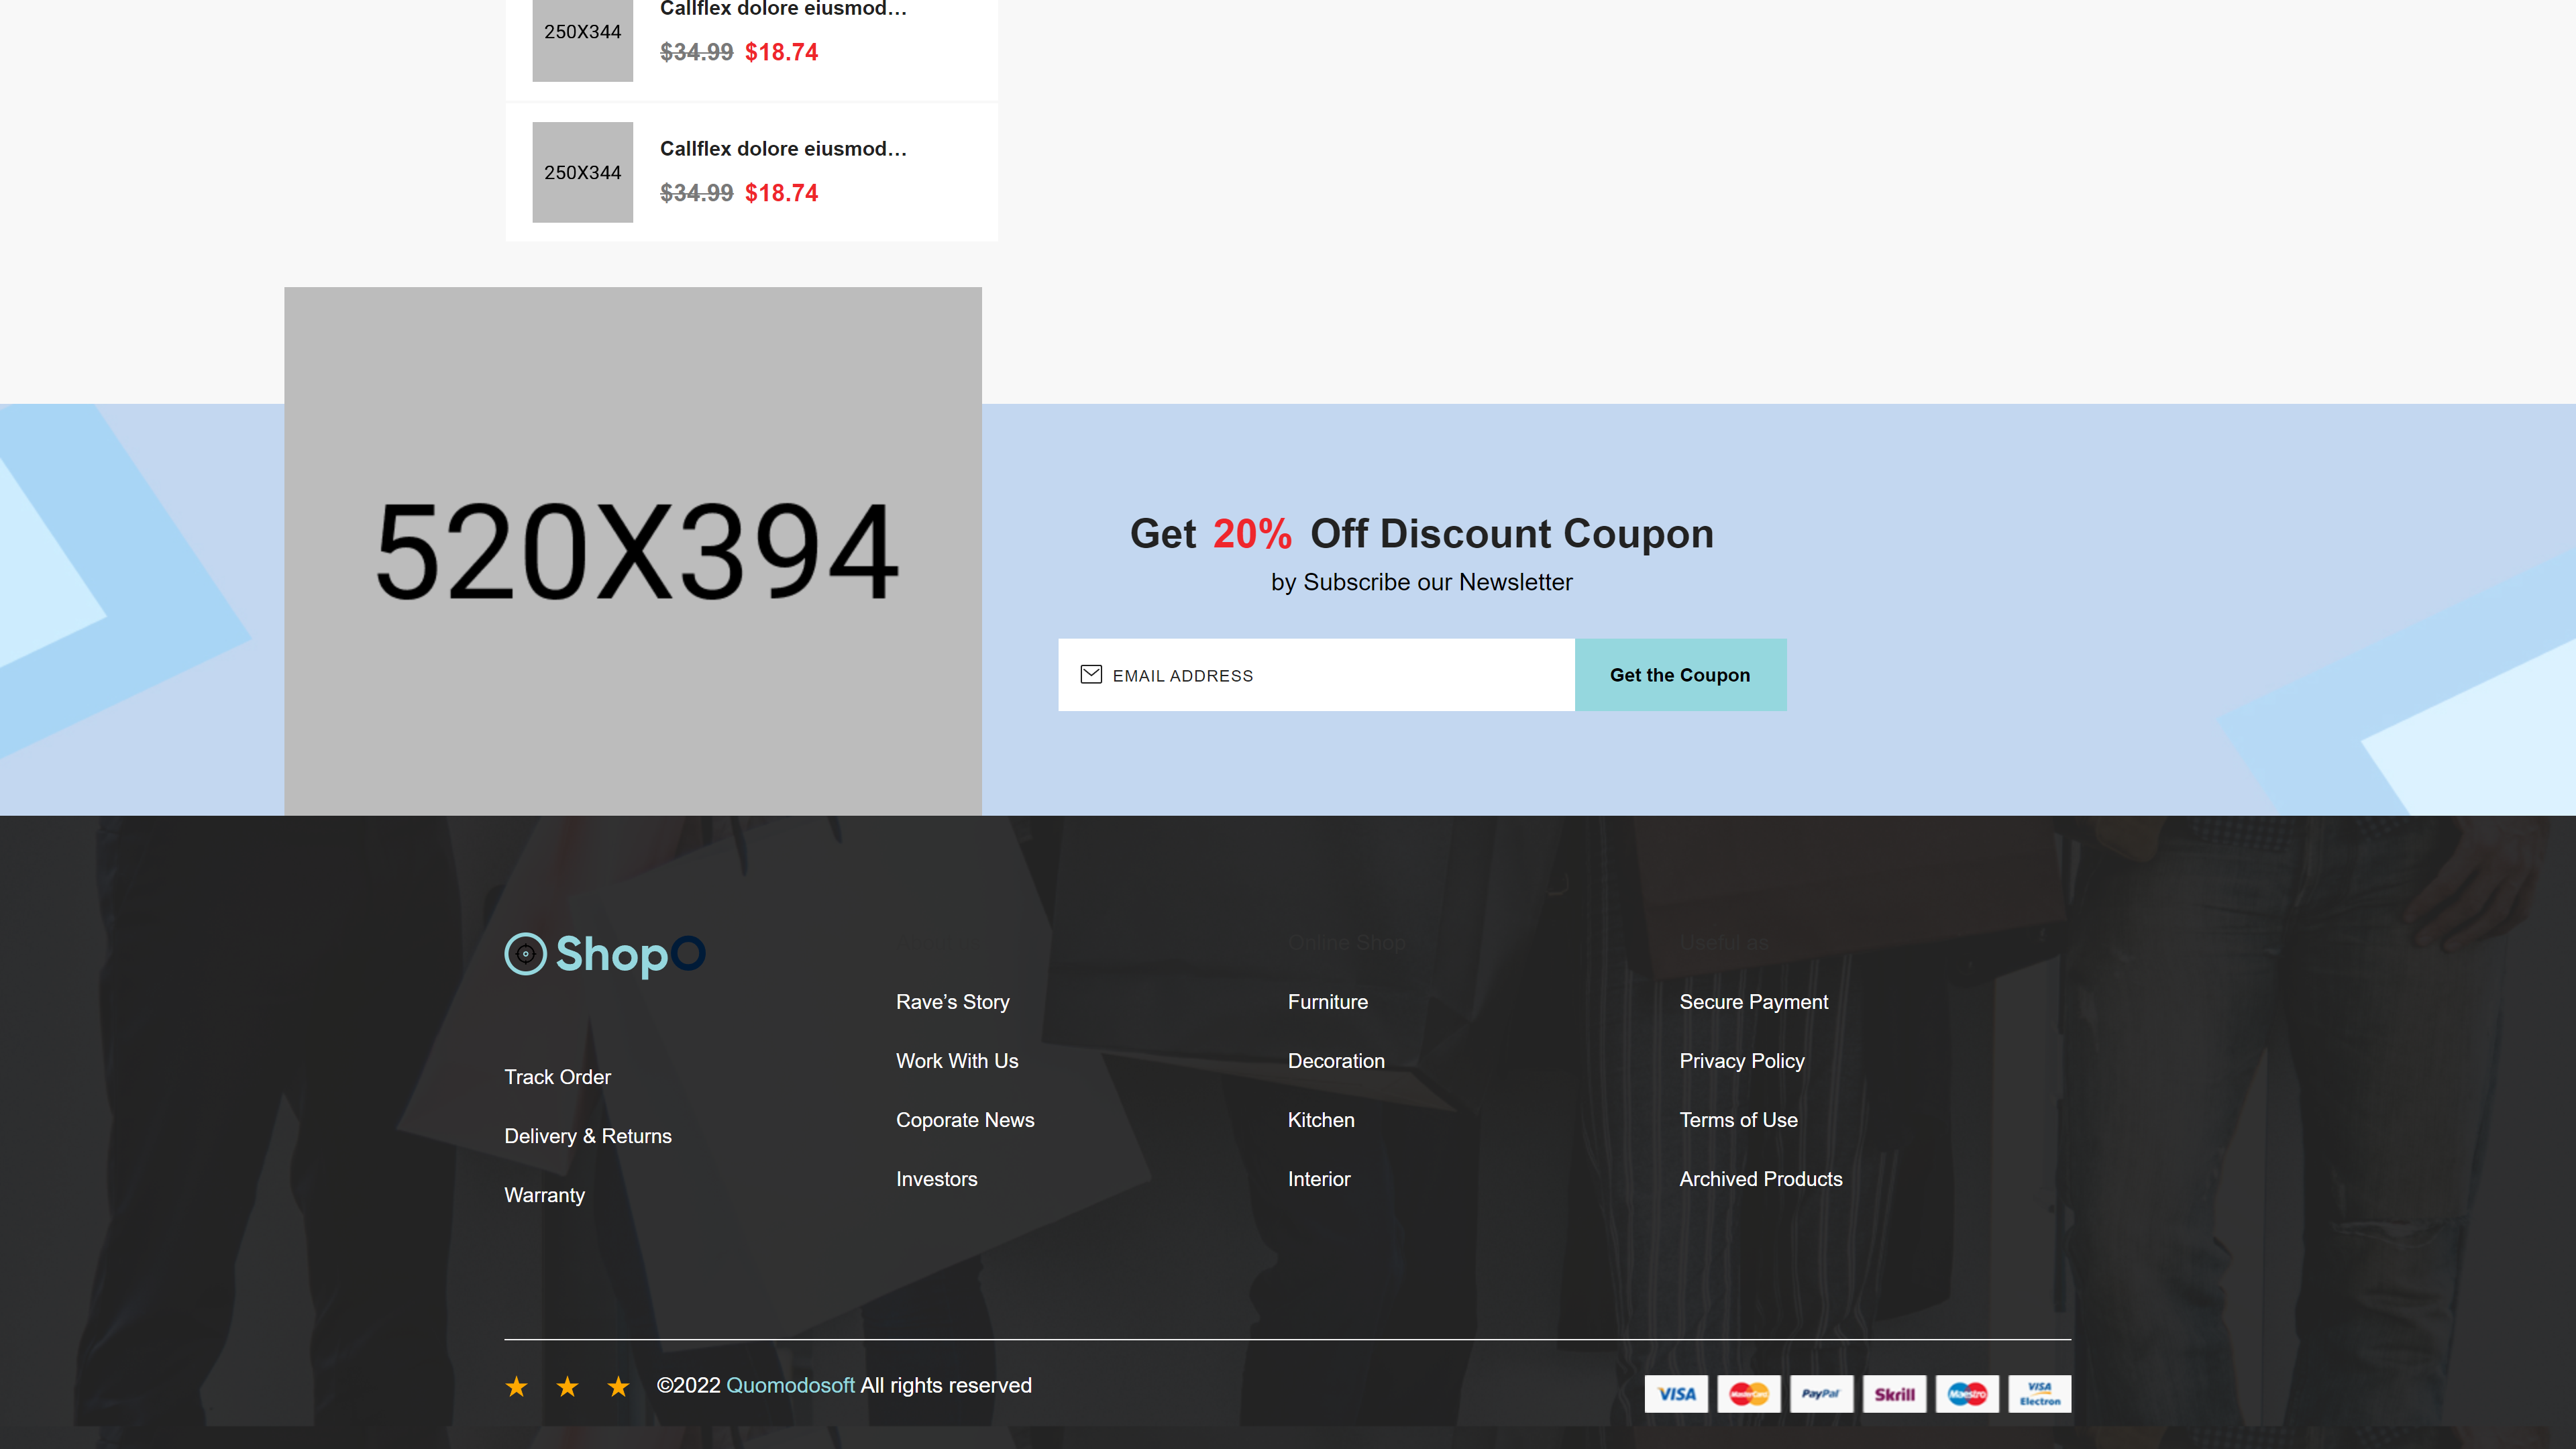 250X344
Callflex dolore eiusmod...
$34.99 $18.74
250X344
Callflex dolore eiusmod...
$34.99 $18.74
520X394
Get 20% Off Discount Coupon
by Subscribe our Newsletter
EMAIL ADDRESS
Get the Coupon
ShopO
Online Shop
Useful as
Rave’s Story
Furniture
Secure Payment
Work With Us
Decoration
Privacy Policy
Track Order
Coporate News
Kitchen
Terms of Use
Delivery & Returns
Investors
Interior
Archived Products
Warranty
©2022 Quomodosoft All rights reserved
VISA
MasterCard
PayPal
Skrill
Maestro
VISA
Electron